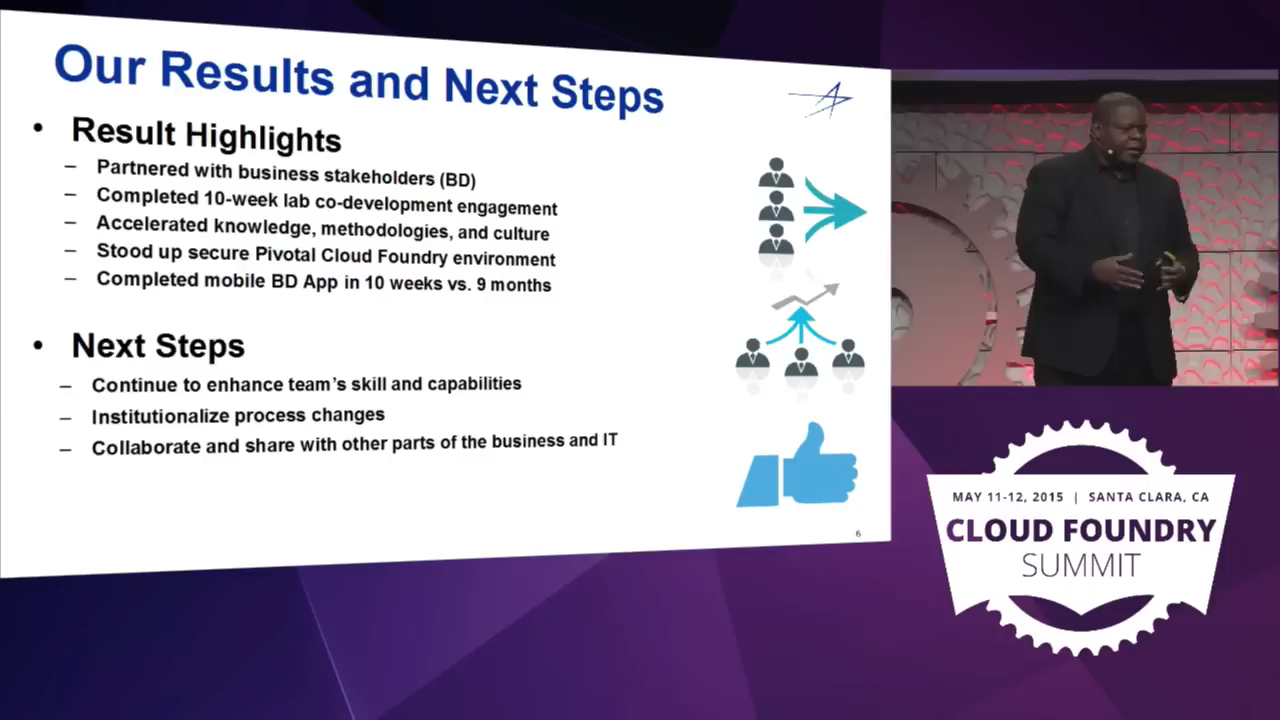 Our Results and Next Steps
• Result Highlights
– Partnered with business stakeholders (BD)
– Completed 10-week lab co-development engagement
– Accelerated knowledge, methodologies, and culture
– Stood up secure Pivotal Cloud Foundry environment
– Completed mobile BD App in 10 weeks vs. 9 months
• Next Steps
– Continue to enhance team's skill and capabilities
– Institutionalize process changes
– Collaborate and share with other parts of the business and IT
6
MAY 11-12, 2015 | SANTA CLARA, CA
CLOUD FOUNDRY
SUMMIT